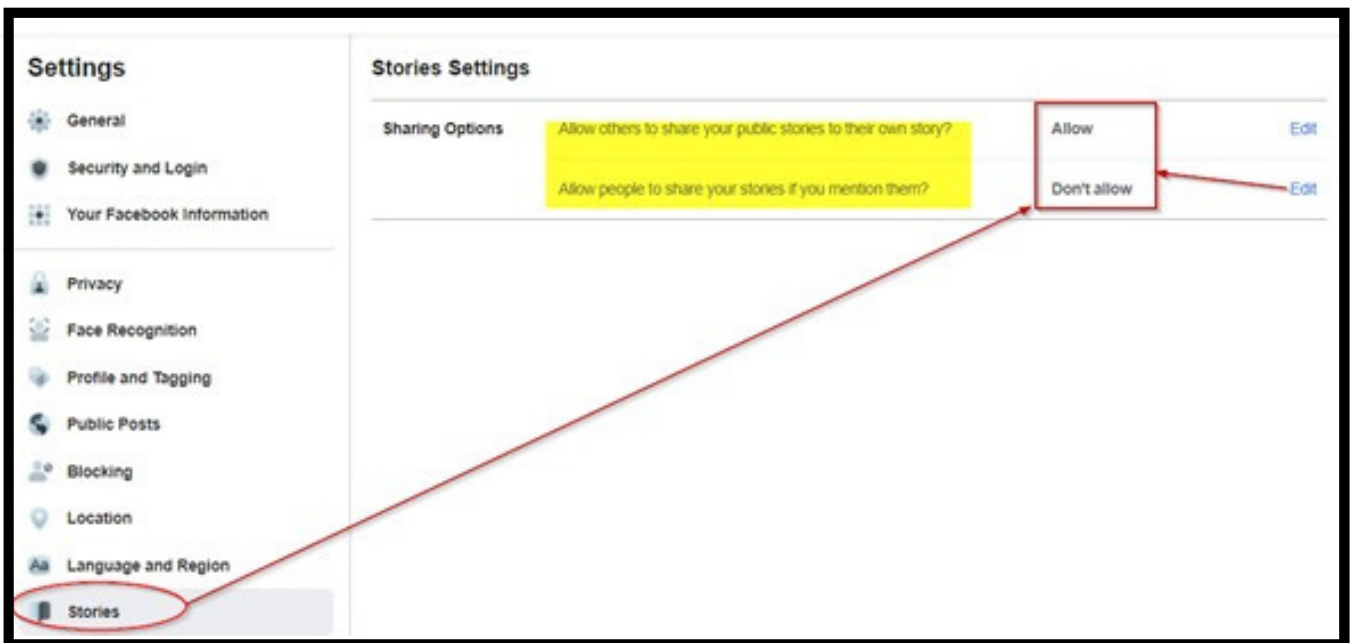 Settings
General
Security and Login
Your Facebook Information
Privacy
Face Recognition
Profile and Tagging
Public Posts
Blocking
Location
Aa Language and Region
Stories
Stories Settings
Sharing Options Allow others to share your public stories to their own story? Allow Edit
Allow people to share your stories if you mention them? Don't allow Edit